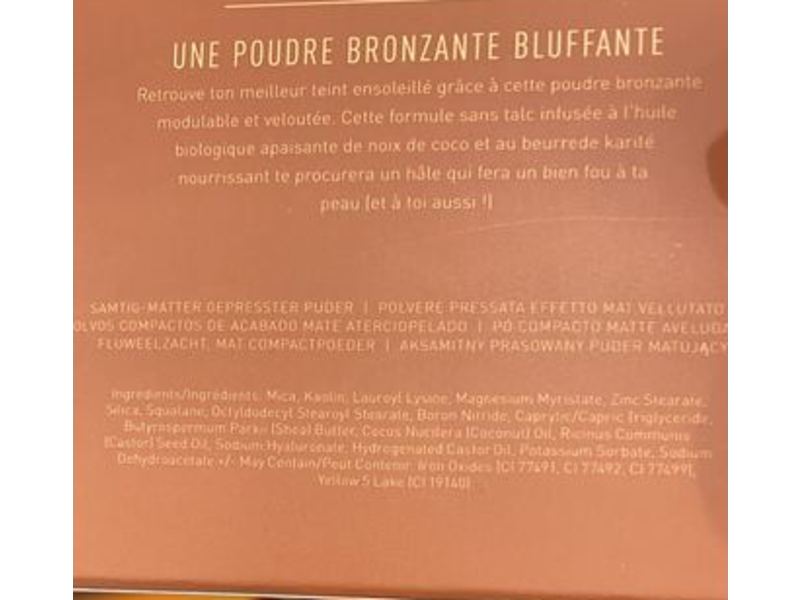 UNE POUDRE BRONZANTE BLUFFANTE
Retrouve ton meilleur teint ensoleillé grâce à cette poudre bronzante
modulable et veloutée. Cette formule sans talc infusée à l'huile
biologique apaisante de noix de coco et au beurrede karité
nourrissant te procurera un hâle qui fera un bien fou à ta
peau (et à toi aussi !)
SAMTIG-MATTER GEPRESSTER PUDER | POLVERE PRESSATA EFFETTO MAT VELLUTATO
OLVOS COMPACTOS DE ACABADO MATE ATERCIOPELADO | PÓ COMPACTO MATTE AVELUDA
FLUWEELZACHT, MAT COMPACTPOEDER | AKSAMITNY PRASOWANY PUDER MATUJĄCY
Ingredients/Ingrédients: Mica, Kaolin, Lauroyl Lysine, Magnesium Myristate, Zinc Stearate,
Silica, Squalane, Octyldodecyl Stearoyl Stearate, Boron Nitride, Caprylic/Capric Triglyceride,
Butyrospermum Parkii (Shea) Butter, Cocos Nucifera (Coconut) Oil, Ricinus Communis
(Castor) Seed Oil, Sodium Hyaluronate, Hydrogenated Castor Oil, Potassium Sorbate, Sodium
Dehydroacetate +/- May Contain/Peut Contenir: Iron Oxides (CI 77491, CI 77492, CI 77499),
Yellow 5 Lake (CI 19140)